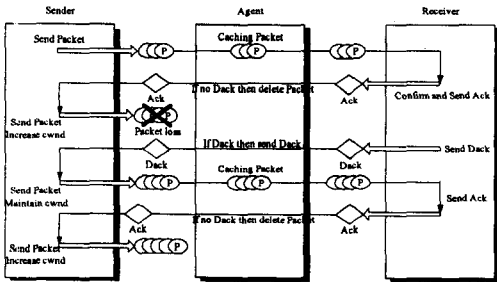 Sender Agent Receiver
Send Packet
Caching Packet
P P P
If no Dack then delete Packet
Ack Ack
Confirm and Send Ack
Send Packet
Increase cwnd
P
Packet loss
If Dack then send Dack
Send Dack
Dack Dack
Caching Packet
Send Packet
Maintain cwnd
P P P
Send Ack
If no Dack then delete Packet
Ack Ack
Send Packet
Increase cwnd
P